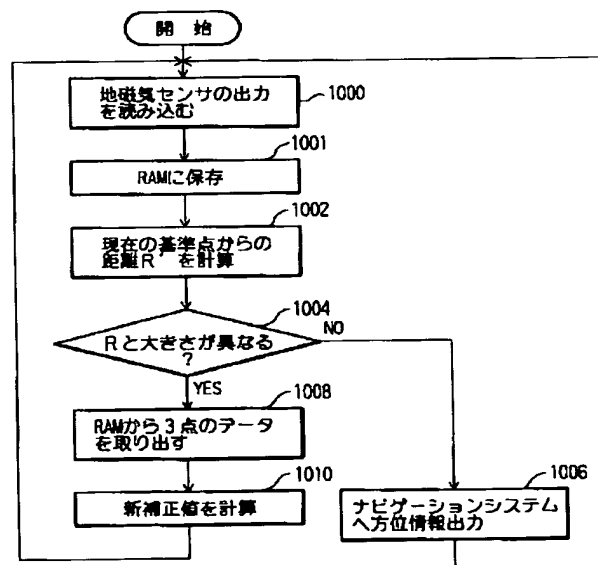 開 始
地磁気センサの出力
を読み込む
1000
1001
RAMに保存
1002
現在の基準点からの
距離R′ を計算
1004
Rと大きさが異なる
?
NO
YES
1008
RAMから3点のデータ
を取り出す
1010
新補正値を計算
1006
ナビゲーションシステム
へ方位情報出力